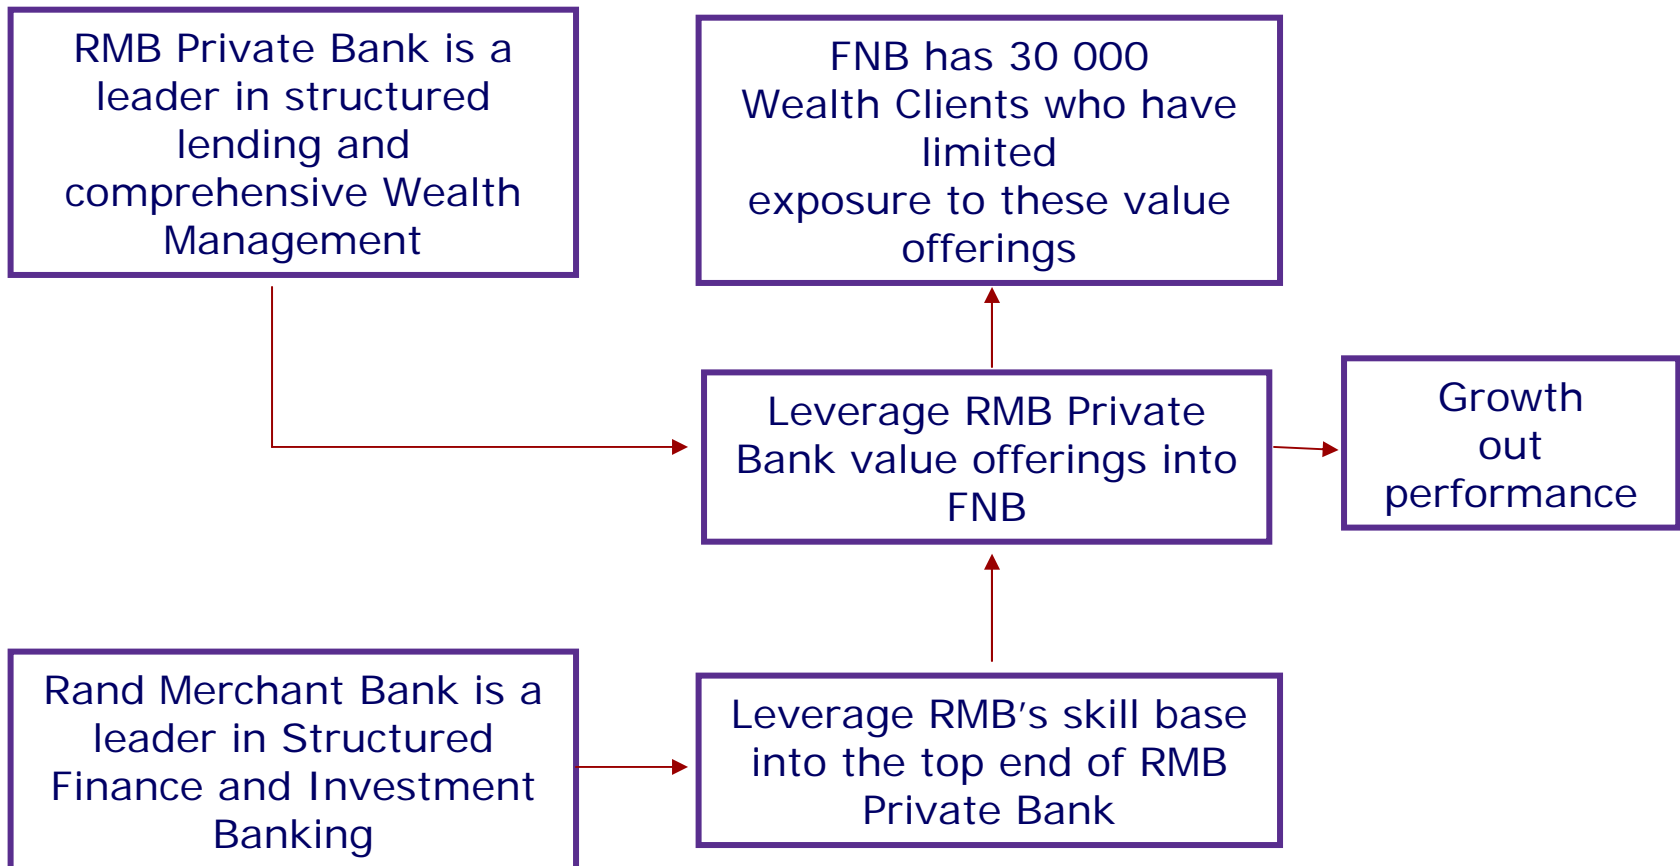 RMB Private Bank is a
leader in structured
lending and
comprehensive Wealth
Management
FNB has 30 000
Wealth Clients who have
limited
exposure to these value
offerings
Leverage RMB Private
Bank value offerings into
FNB
Growth
out
performance
Rand Merchant Bank is a
leader in Structured
Finance and Investment
Banking
Leverage RMB’s skill base
into the top end of RMB
Private Bank